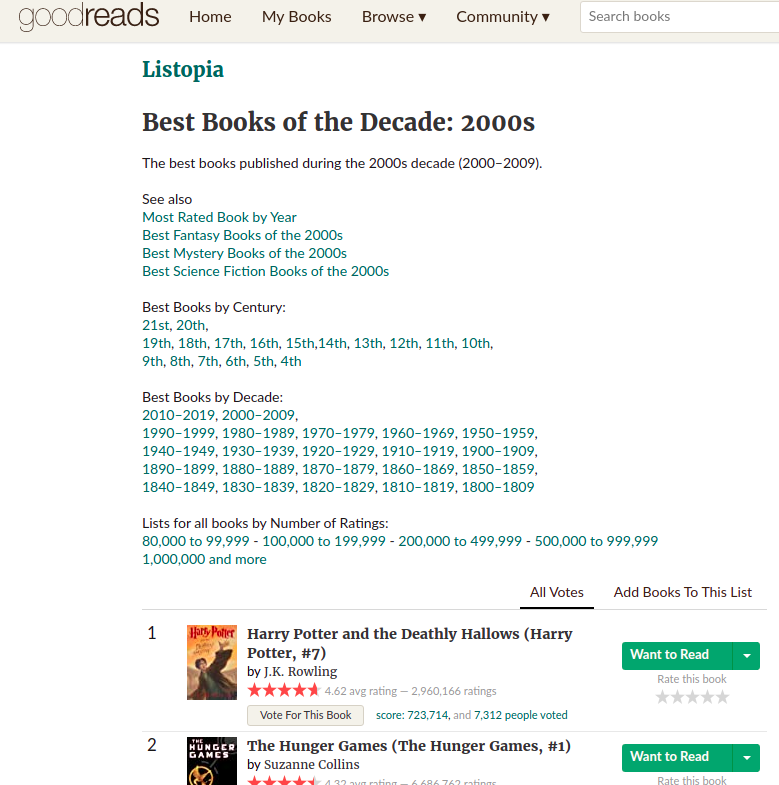 goodreads Home My Books Browse ▾ Community ▾ Search books
Listopia
Best Books of the Decade: 2000s
The best books published during the 2000s decade (2000–2009).
See also
Most Rated Book by Year
Best Fantasy Books of the 2000s
Best Mystery Books of the 2000s
Best Science Fiction Books of the 2000s
Best Books by Century:
21st, 20th,
19th, 18th, 17th, 16th, 15th,14th, 13th, 12th, 11th, 10th,
9th, 8th, 7th, 6th, 5th, 4th
Best Books by Decade:
2010–2019, 2000–2009,
1990–1999, 1980–1989, 1970–1979, 1960–1969, 1950–1959,
1940–1949, 1930–1939, 1920–1929, 1910–1919, 1900–1909,
1890–1899, 1880–1889, 1870–1879, 1860–1869, 1850–1859,
1840–1849, 1830–1839, 1820–1829, 1810–1819, 1800–1809
Lists for all books by Number of Ratings:
80,000 to 99,999 - 100,000 to 199,999 - 200,000 to 499,999 - 500,000 to 999,999
1,000,000 and more
All Votes Add Books To This List
1
Harry Potter
Harry Potter and the Deathly Hallows (Harry
Potter, #7)
by J.K. Rowling
4.62 avg rating — 2,960,166 ratings
Vote For This Book score: 723,714, and 7,312 people voted
Want to Read
Rate this book
2
THE
HUNGER
GAMES
The Hunger Games (The Hunger Games, #1)
by Suzanne Collins
4.32 avg rating — 6,686,762 ratings
Want to Read
Rate this book